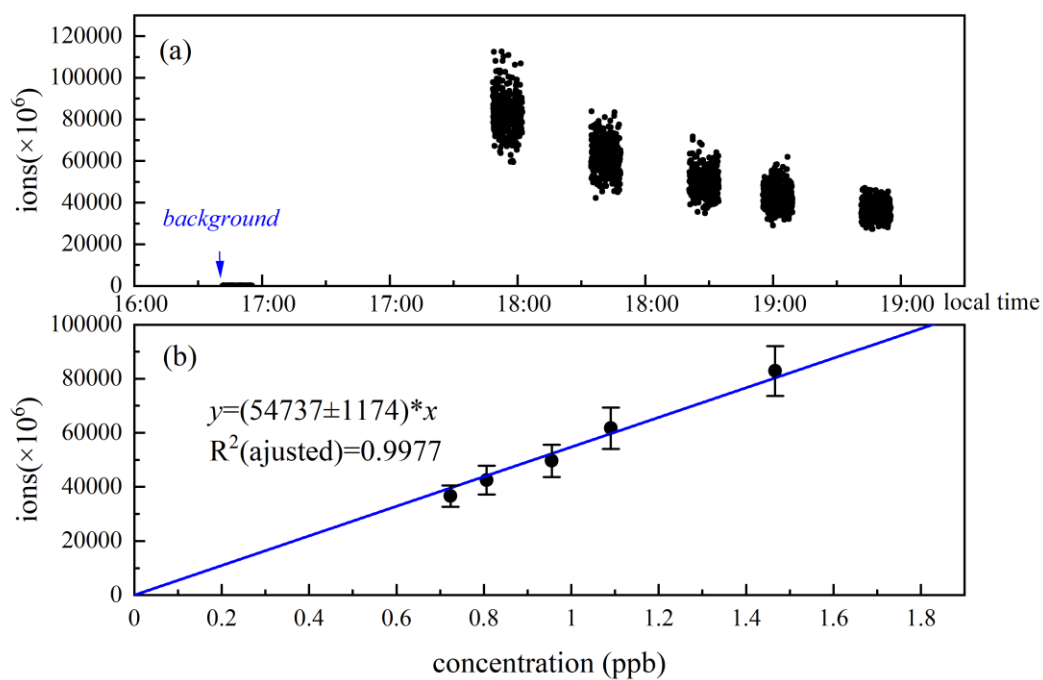 120000
(a)
100000
80000
60000
40000
20000
0
ions(×10⁶)
background
16:00 17:00 17:00 18:00 18:00 19:00 19:00 local time
100000
(b)
80000
60000
40000
20000
0
ions(×10⁶)
y=(54737±1174)*x
R²(ajusted)=0.9977
0 0.2 0.4 0.6 0.8 1 1.2 1.4 1.6 1.8
concentration (ppb)